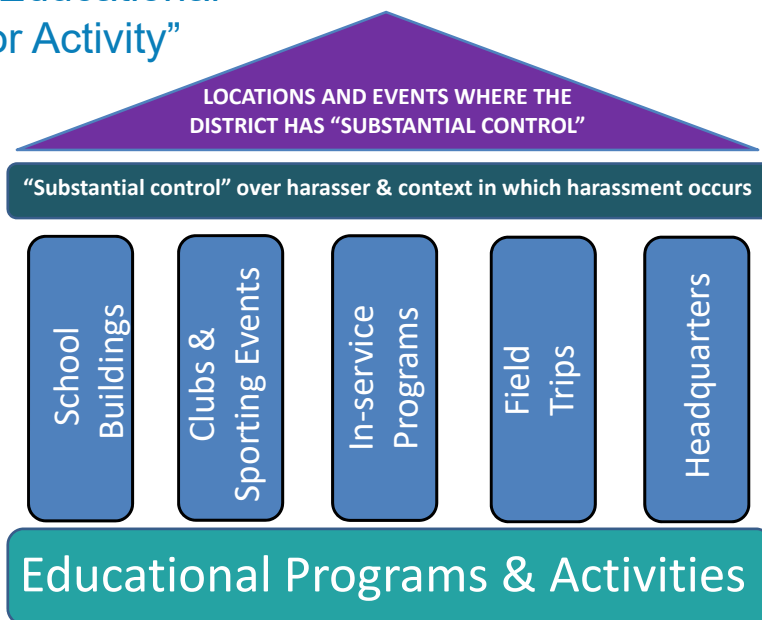 Educational
or Activity”
LOCATIONS AND EVENTS WHERE THE
DISTRICT HAS “SUBSTANTIAL CONTROL”
“Substantial control” over harasser & context in which harassment occurs
School
Buildings
Clubs &
Sporting Events
In-service
Programs
Field
Trips
Headquarters
Educational Programs & Activities